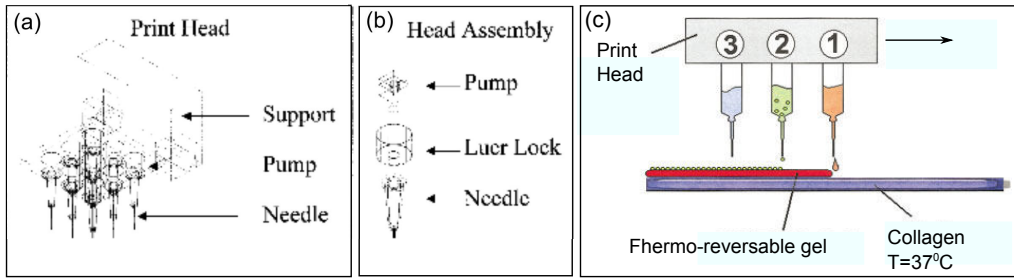 (a)
Print Head
Support
Pump
Needle
(b)
Head Assembly
Pump
Lucr Lock
Needle
(c)
Print
Head
3 2 1
Fhermo-reversable gel
Collagen
T=37⁰C